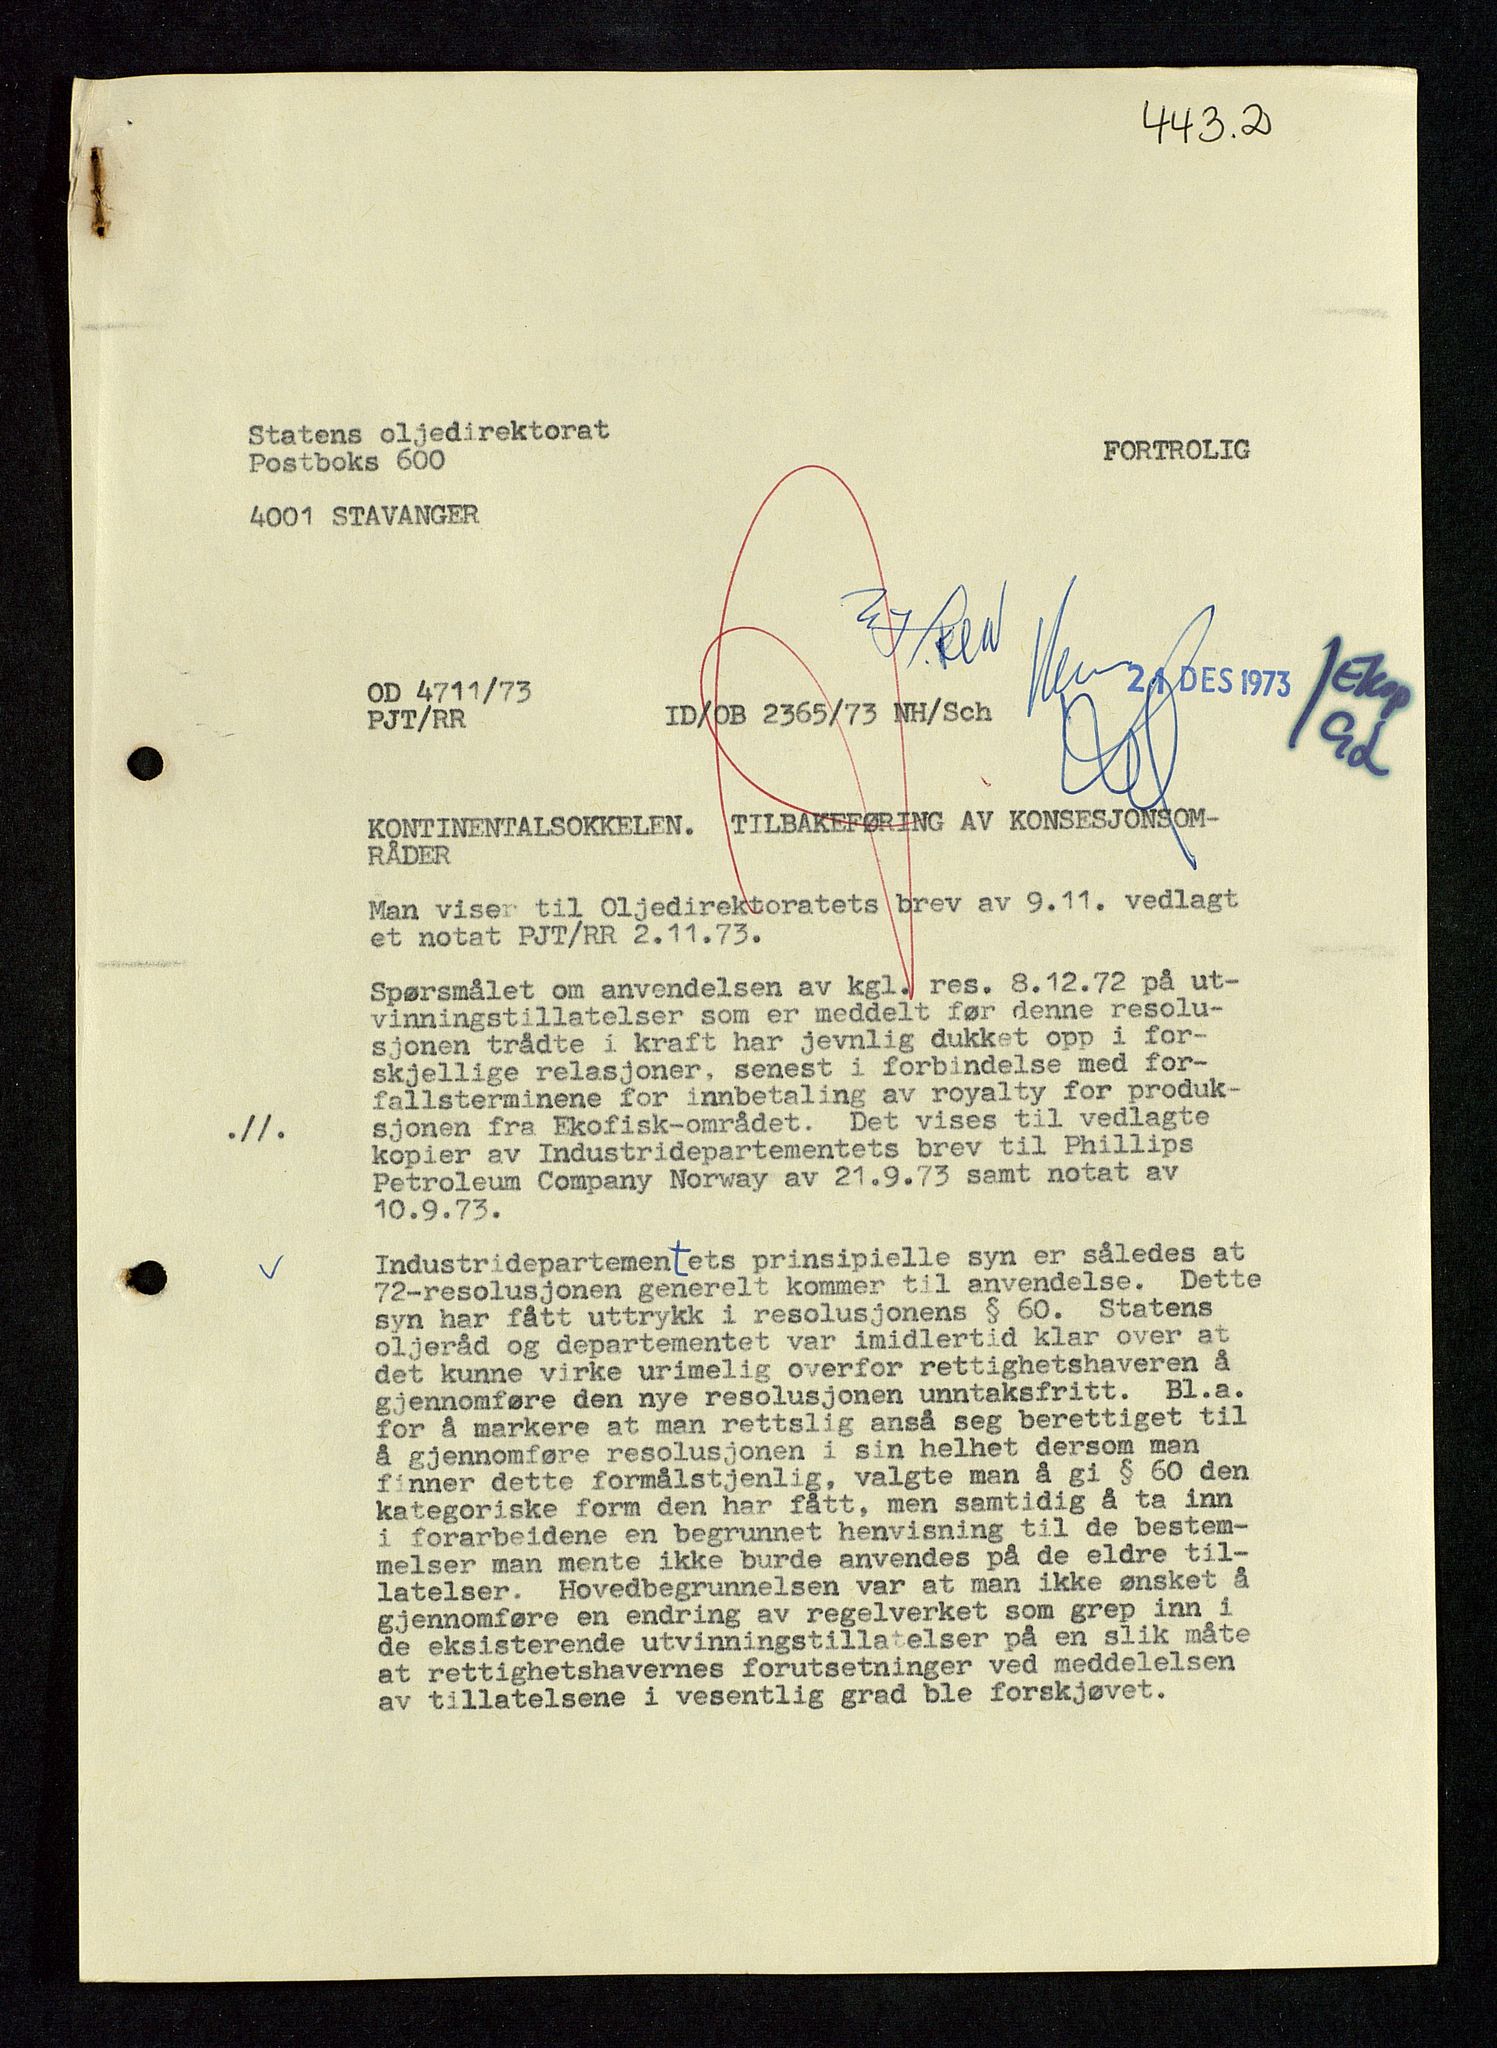 443.2
Statens oljedirektorat
Postboks 600
FORTROLIG
4001 STAVANGER
21 DES 1973
Eksp
OD 4711/73
PJT/RR
ID/OB 2365/73 NH/Sch
KONTINENTALSOKKELEN. TILBAKEFØRING AV KONSESJONSOM-
RÅDER
Man viser til Oljedirektoratets brev av 9.11. vedlagt
et notat PJT/RR 2.11.73.
Spørsmålet om anvendelsen av kgl. res. 8.12.72 på ut-
vinningstillatelser som er meddelt før denne resolu-
sjonen trådte i kraft har jevnlig dukket opp i for-
skjellige relasjoner, senest i forbindelse med for-
fallsterminene for innbetaling av royalty for produk-
.//. sjonen fra Ekofisk-området. Det vises til vedlagte
kopier av Industridepartementets brev til Phillips
Petroleum Company Norway av 21.9.73 samt notat av
10.9.73.
Industridepartementets prinsipielle syn er således at
72-resolusjonen generelt kommer til anvendelse. Dette
syn har fått uttrykk i resolusjonens § 60. Statens
oljeråd og departementet var imidlertid klar over at
det kunne virke urimelig overfor rettighetshaveren å
gjennomføre den nye resolusjonen unntaksfritt. Bl.a.
for å markere at man rettslig anså seg berettiget til
å gjennomføre resolusjonen i sin helhet dersom man
finner dette formålstjenlig, valgte man å gi § 60 den
kategoriske form den har fått, men samtidig å ta inn
i forarbeidene en begrunnet henvisning til de bestem-
melser man mente ikke burde anvendes på de eldre til-
latelser. Hovedbegrunnelsen var at man ikke ønsket å
gjennomføre en endring av regelverket som grep inn i
de eksisterende utvinningstillatelser på en slik måte
at rettighetshavernes forutsetninger ved meddelelsen
av tillatelsene i vesentlig grad ble forskjøvet.